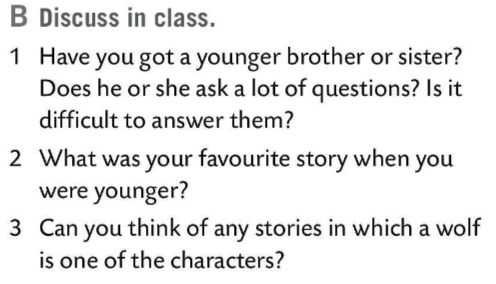 B Discuss in class.
1 Have you got a younger brother or sister?
Does he or she ask a lot of questions? Is it
difficult to answer them?
2 What was your favourite story when you
were younger?
3 Can you think of any stories in which a wolf
is one of the characters?